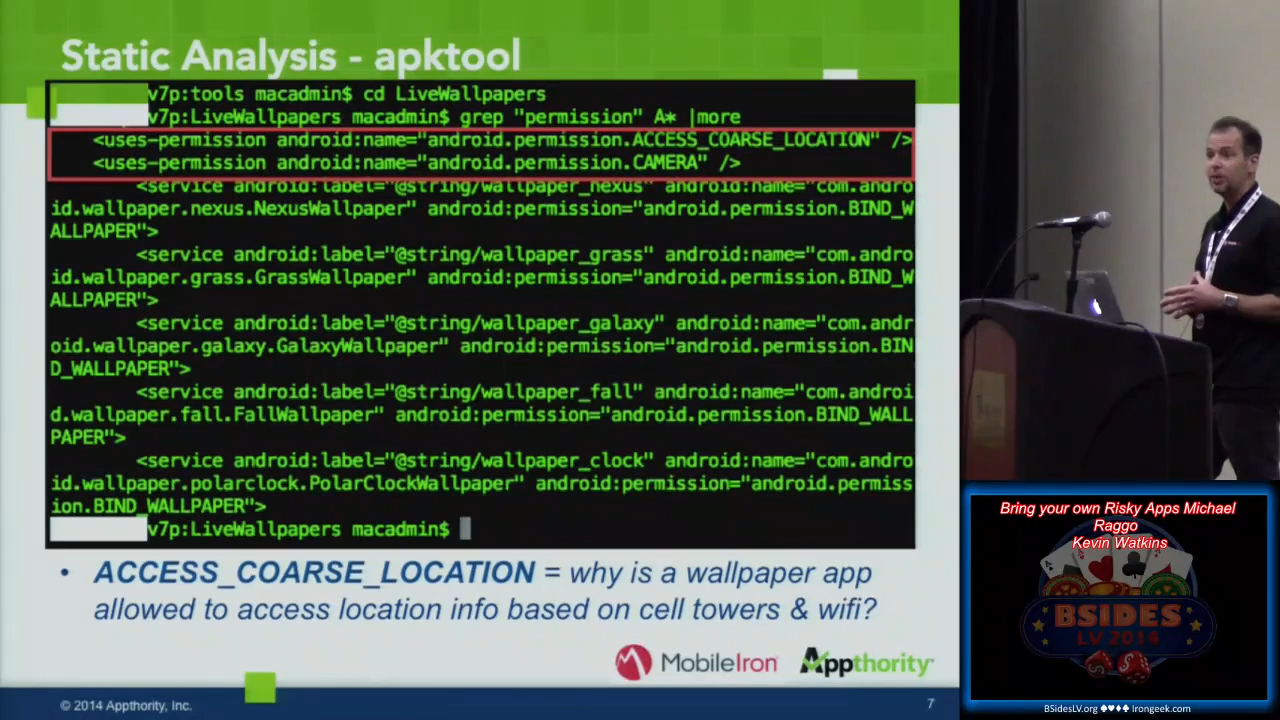 Static Analysis - apktool
v7p:tools macadmin$ cd LiveWallpapers
v7p:LiveWallpapers macadmin$ grep "permission" A* |more
<uses-permission android:name="android.permission.ACCESS_COARSE_LOCATION" />
<uses-permission android:name="android.permission.CAMERA" />
<service android:label="@string/wallpaper_nexus" android:name="com.andro
id.wallpaper.nexus.NexusWallpaper" android:permission="android.permission.BIND_W
ALLPAPER">
<service android:label="@string/wallpaper_grass" android:name="com.andro
id.wallpaper.grass.GrassWallpaper" android:permission="android.permission.BIND_W
ALLPAPER">
<service android:label="@string/wallpaper_galaxy" android:name="com.andr
oid.wallpaper.galaxy.GalaxyWallpaper" android:permission="android.permission.BIN
D_WALLPAPER">
<service android:label="@string/wallpaper_fall" android:name="com.androi
d.wallpaper.fall.FallWallpaper" android:permission="android.permission.BIND_WALL
PAPER">
<service android:label="@string/wallpaper_clock" android:name="com.andro
id.wallpaper.polarclock.PolarClockWallpaper" android:permission="android.permiss
ion.BIND_WALLPAPER">
v7p:LiveWallpapers macadmin$
• ACCESS_COARSE_LOCATION = why is a wallpaper app
allowed to access location info based on cell towers & wifi?
MobileIron Appthority
© 2014 Appthority, Inc.
7
Bring your own Risky Apps Michael
Raggo
Kevin Watkins
BSIDES
LV 2014
BSidesLV.org ♠♥♦♣ Irongeek.com